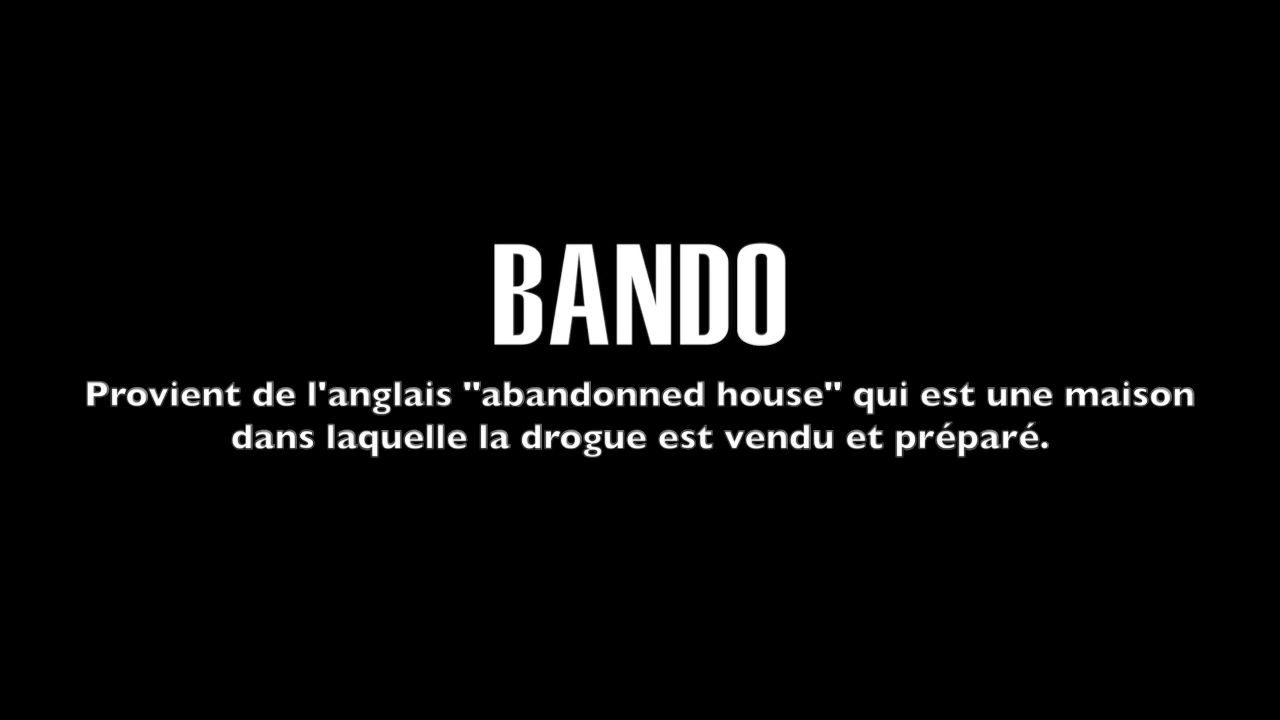 BANDO
Provient de l'anglais "abandonned house" qui est une maison
dans laquelle la drogue est vendu et préparé.